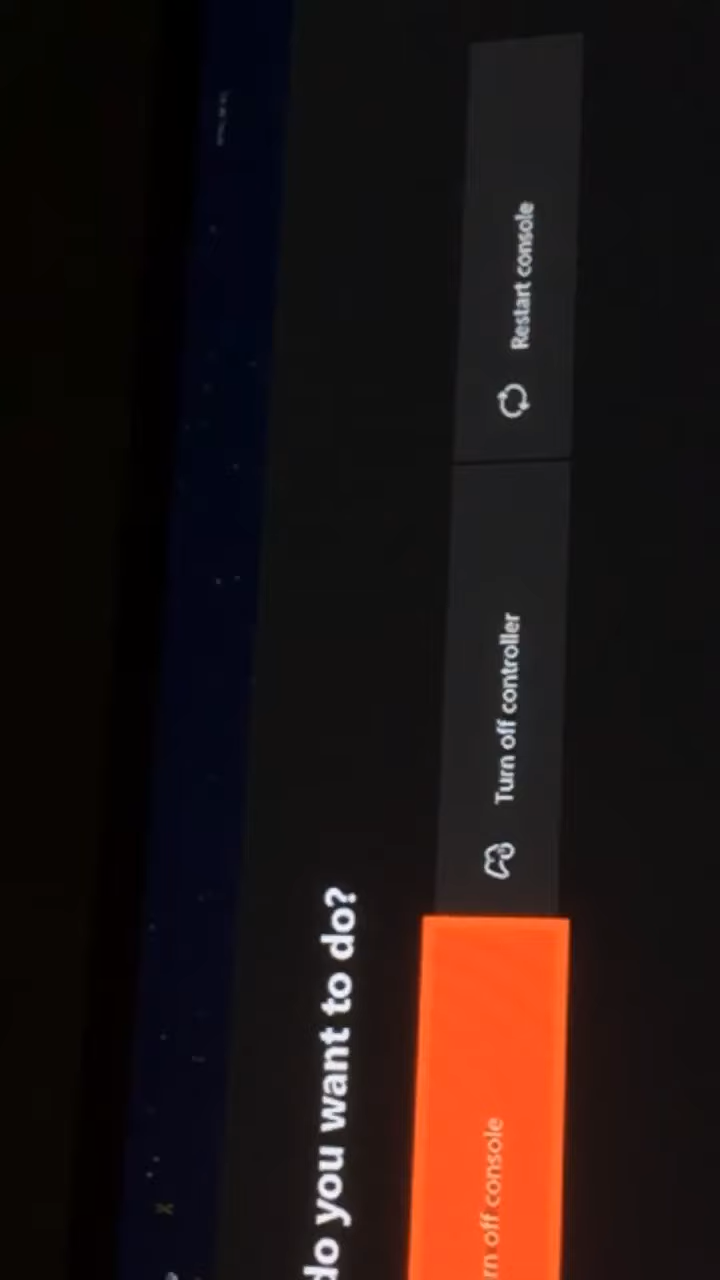 do you want to do?
rn off console
Turn off controller
Restart console